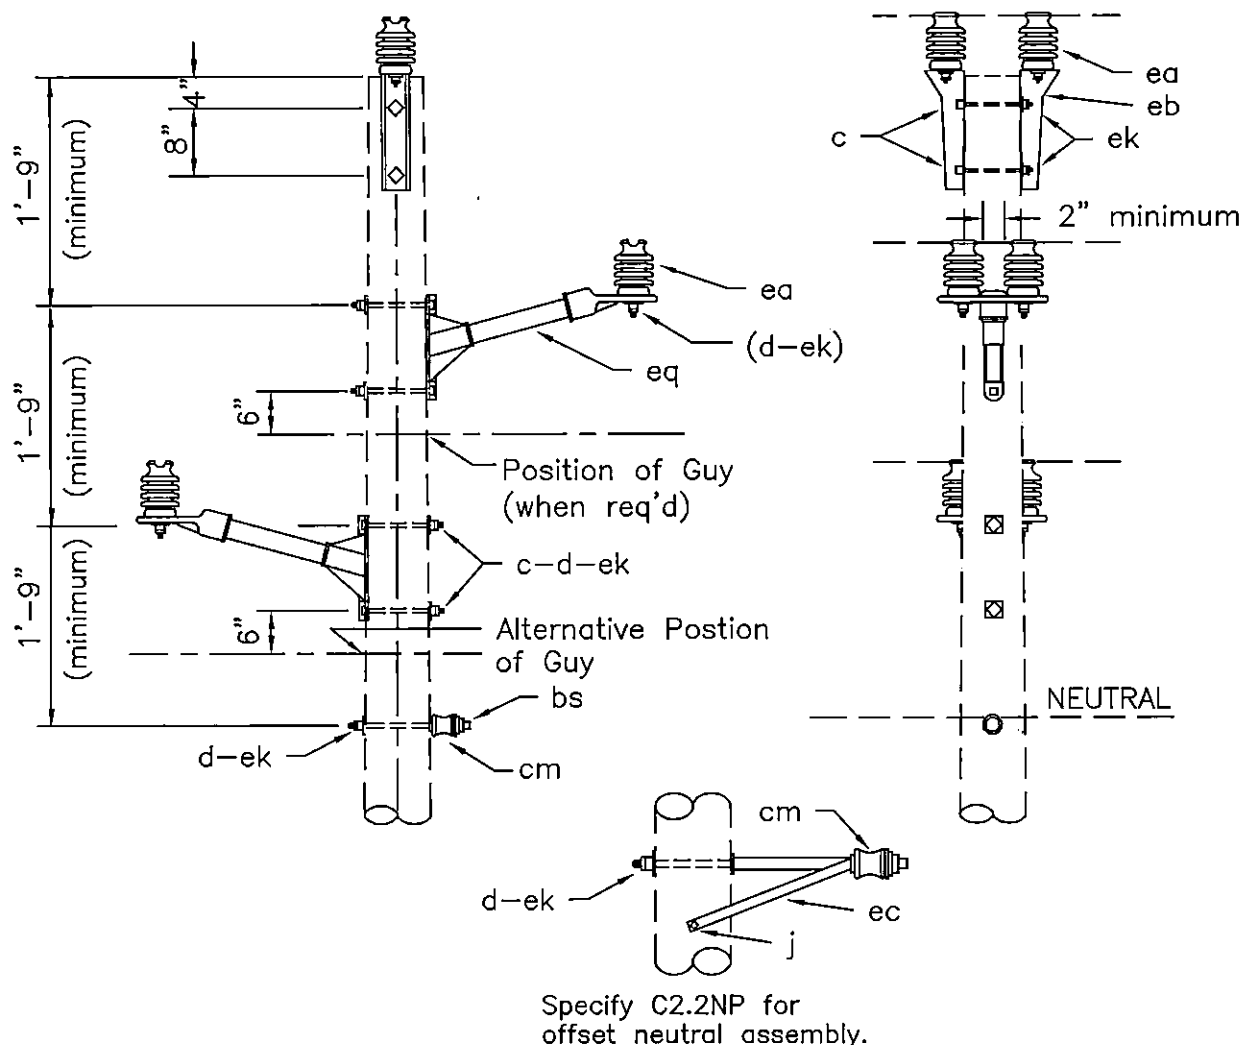 4"
8"
1'-9"
(minimum)
ea
eb
c
ek
2" minimum
ea
(d-ek)
eq
1'-9"
(minimum)
6"
Position of Guy
(when req'd)
c-d-ek
1'-9"
(minimum)
6"
Alternative Postion
of Guy
bs
d-ek
cm
NEUTRAL
cm
d-ek
ec
j
Specify C2.2NP for
offset neutral assembly.